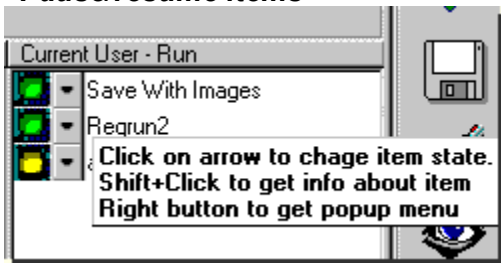 Pause/resume items
Current User - Run
Save With Images
Regrun2
Click on arrow to chage item state.
Shift+Click to get info about item
Right button to get popup menu